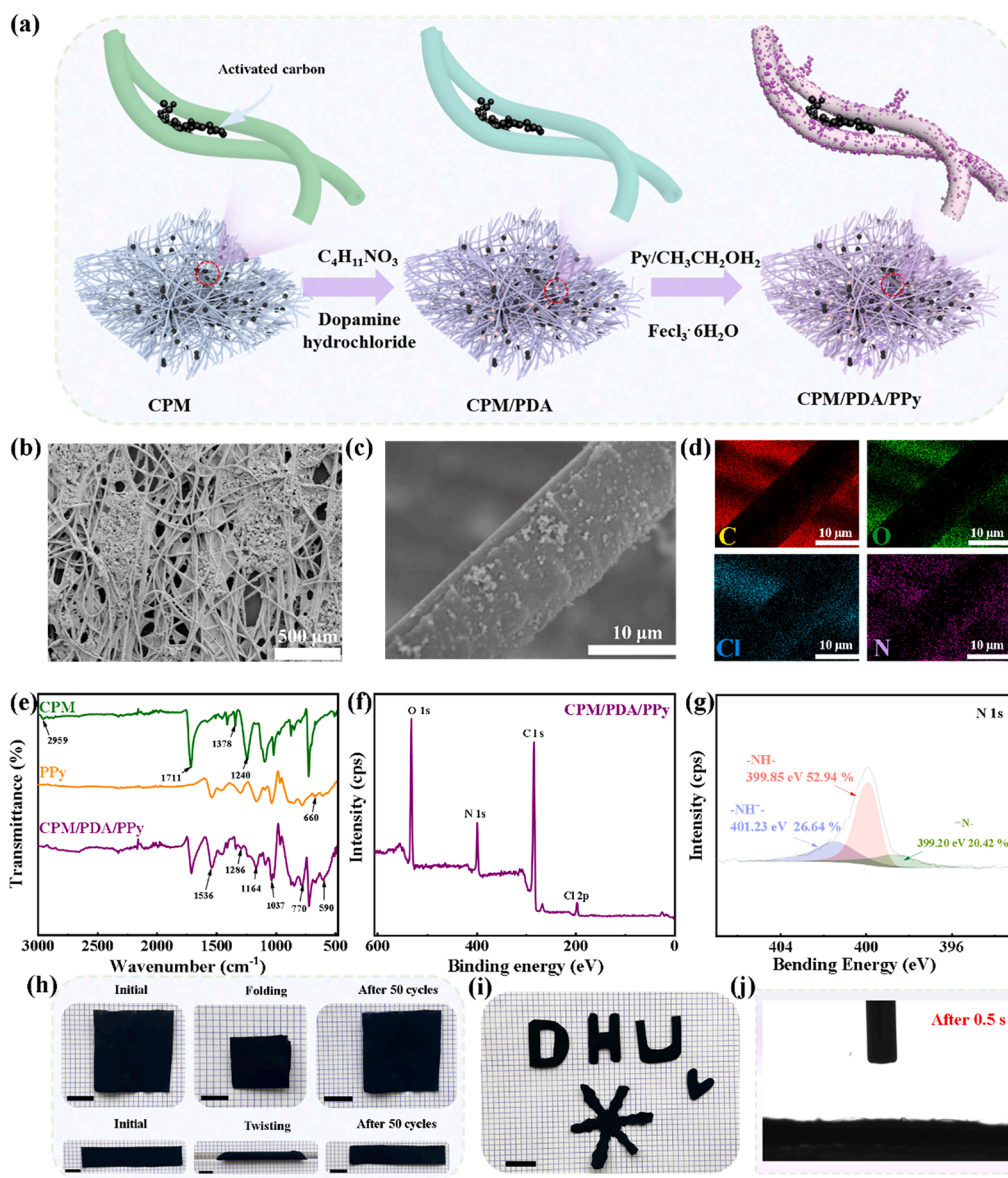 (a)
Activated carbon
C₄H₁₁NO₃
Dopamine
hydrochloride
Py/CH₃CH₂OH₂
Fecl₃· 6H₂O
CPM
CPM/PDA
CPM/PDA/PPy
(b)
500 μm
(c)
10 μm
(d)
C
10 μm
O
10 μm
Cl
10 μm
N
10 μm
(e)
CPM
2959
1711
1378
1240
PPy
660
CPM/PDA/PPy
1536
1286
1164
1037
770
590
Transmittance (%)
3000 2500 2000 1500 1000 500
Wavenumber (cm⁻¹)
(f)
CPM/PDA/PPy
O 1s
N 1s
C 1s
Cl 2p
Intensity (cps)
600 400 200 0
Binding energy (eV)
(g)
N 1s
-NH-
399.85 eV 52.94 %
-NH⁻-
401.23 eV 26.64 %
=N-
399.20 eV 20.42 %
Intensity (cps)
404 400 396
Bending Energy (eV)
(h)
Initial
Folding
After 50 cycles
Initial
Twisting
After 50 cycles
(i)
DHU
(j)
After 0.5 s